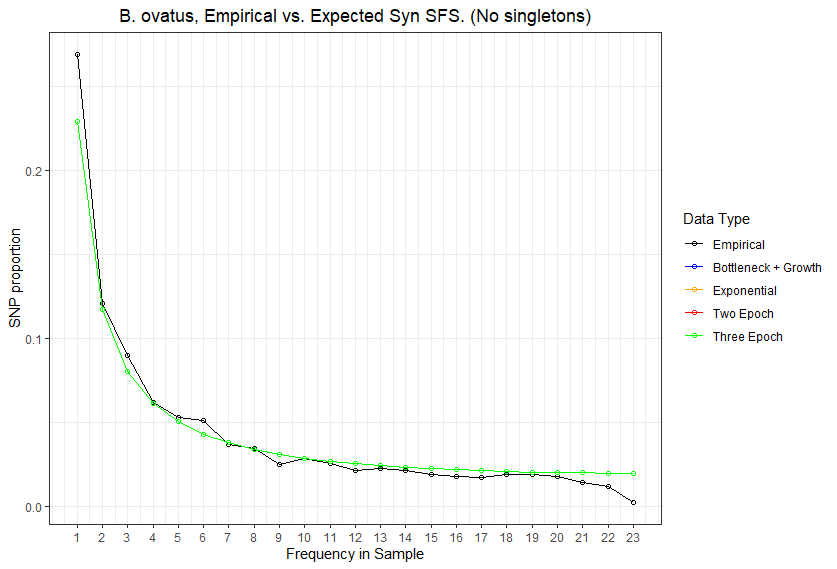 B. ovatus, Empirical vs. Expected Syn SFS. (No singletons)
SNP proportion
0.2
0.1
0.0
1 2 3 4 5 6 7 8 9 10 11 12 13 14 15 16 17 18 19 20 21 22 23
Frequency in Sample
Data Type
Empirical
Bottleneck + Growth
Exponential
Two Epoch
Three Epoch